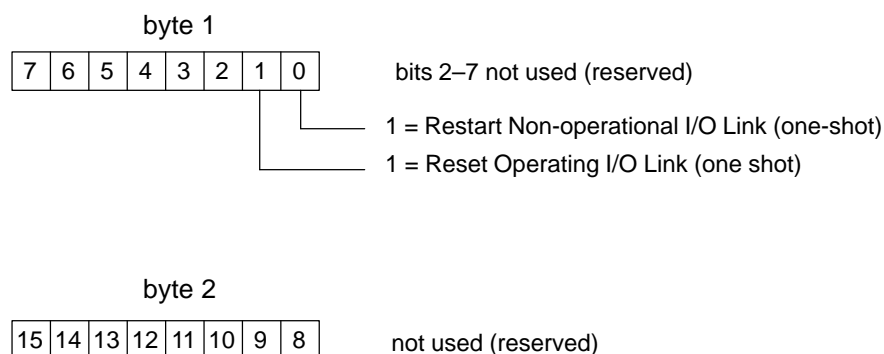 byte 1
7 6 5 4 3 2 1 0 bits 2–7 not used (reserved)
1 = Restart Non-operational I/O Link (one-shot)
1 = Reset Operating I/O Link (one shot)
byte 2
15 14 13 12 11 10 9 8 not used (reserved)